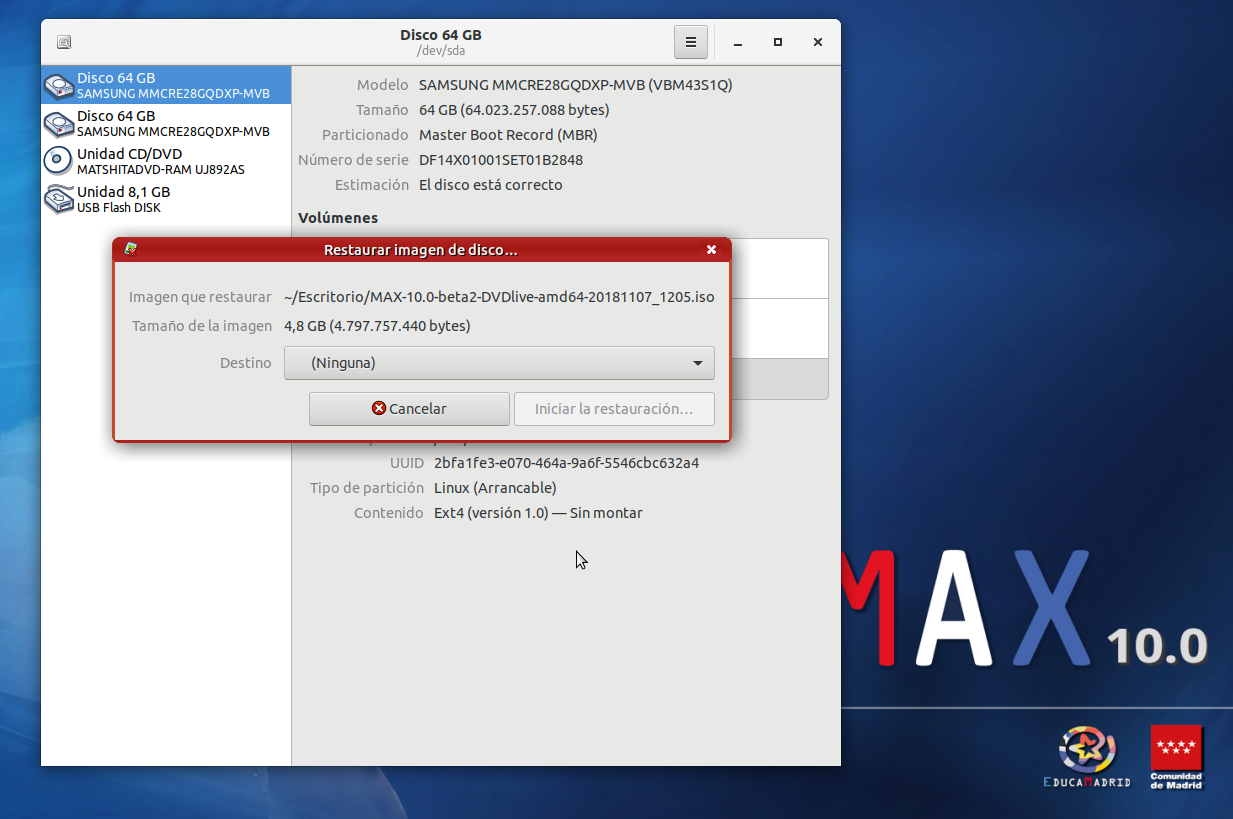 Disco 64 GB
/dev/sda
Disco 64 GB
SAMSUNG MMCRE28GQDXP-MVB
Disco 64 GB
SAMSUNG MMCRE28GQDXP-MVB
Unidad CD/DVD
MATSHITADVD-RAM UJ892AS
Unidad 8,1 GB
USB Flash DISK
Modelo SAMSUNG MMCRE28GQDXP-MVB (VBM43S1Q)
Tamaño 64 GB (64.023.257.088 bytes)
Particionado Master Boot Record (MBR)
Número de serie DF14X01001SET01B2848
Estimación El disco está correcto
Volúmenes
Restaurar imagen de disco...
Imagen que restaurar ~/Escritorio/MAX-10.0-beta2-DVDlive-amd64-20181107_1205.iso
Tamaño de la imagen 4,8 GB (4.797.757.440 bytes)
Destino (Ninguna)
Cancelar Iniciar la restauración...
UUID 2bfa1fe3-e070-464a-9a6f-5546cbc632a4
Tipo de partición Linux (Arrancable)
Contenido Ext4 (versión 1.0) — Sin montar
MAX 10.0
EDUCAMADRID
Comunidad
de Madrid